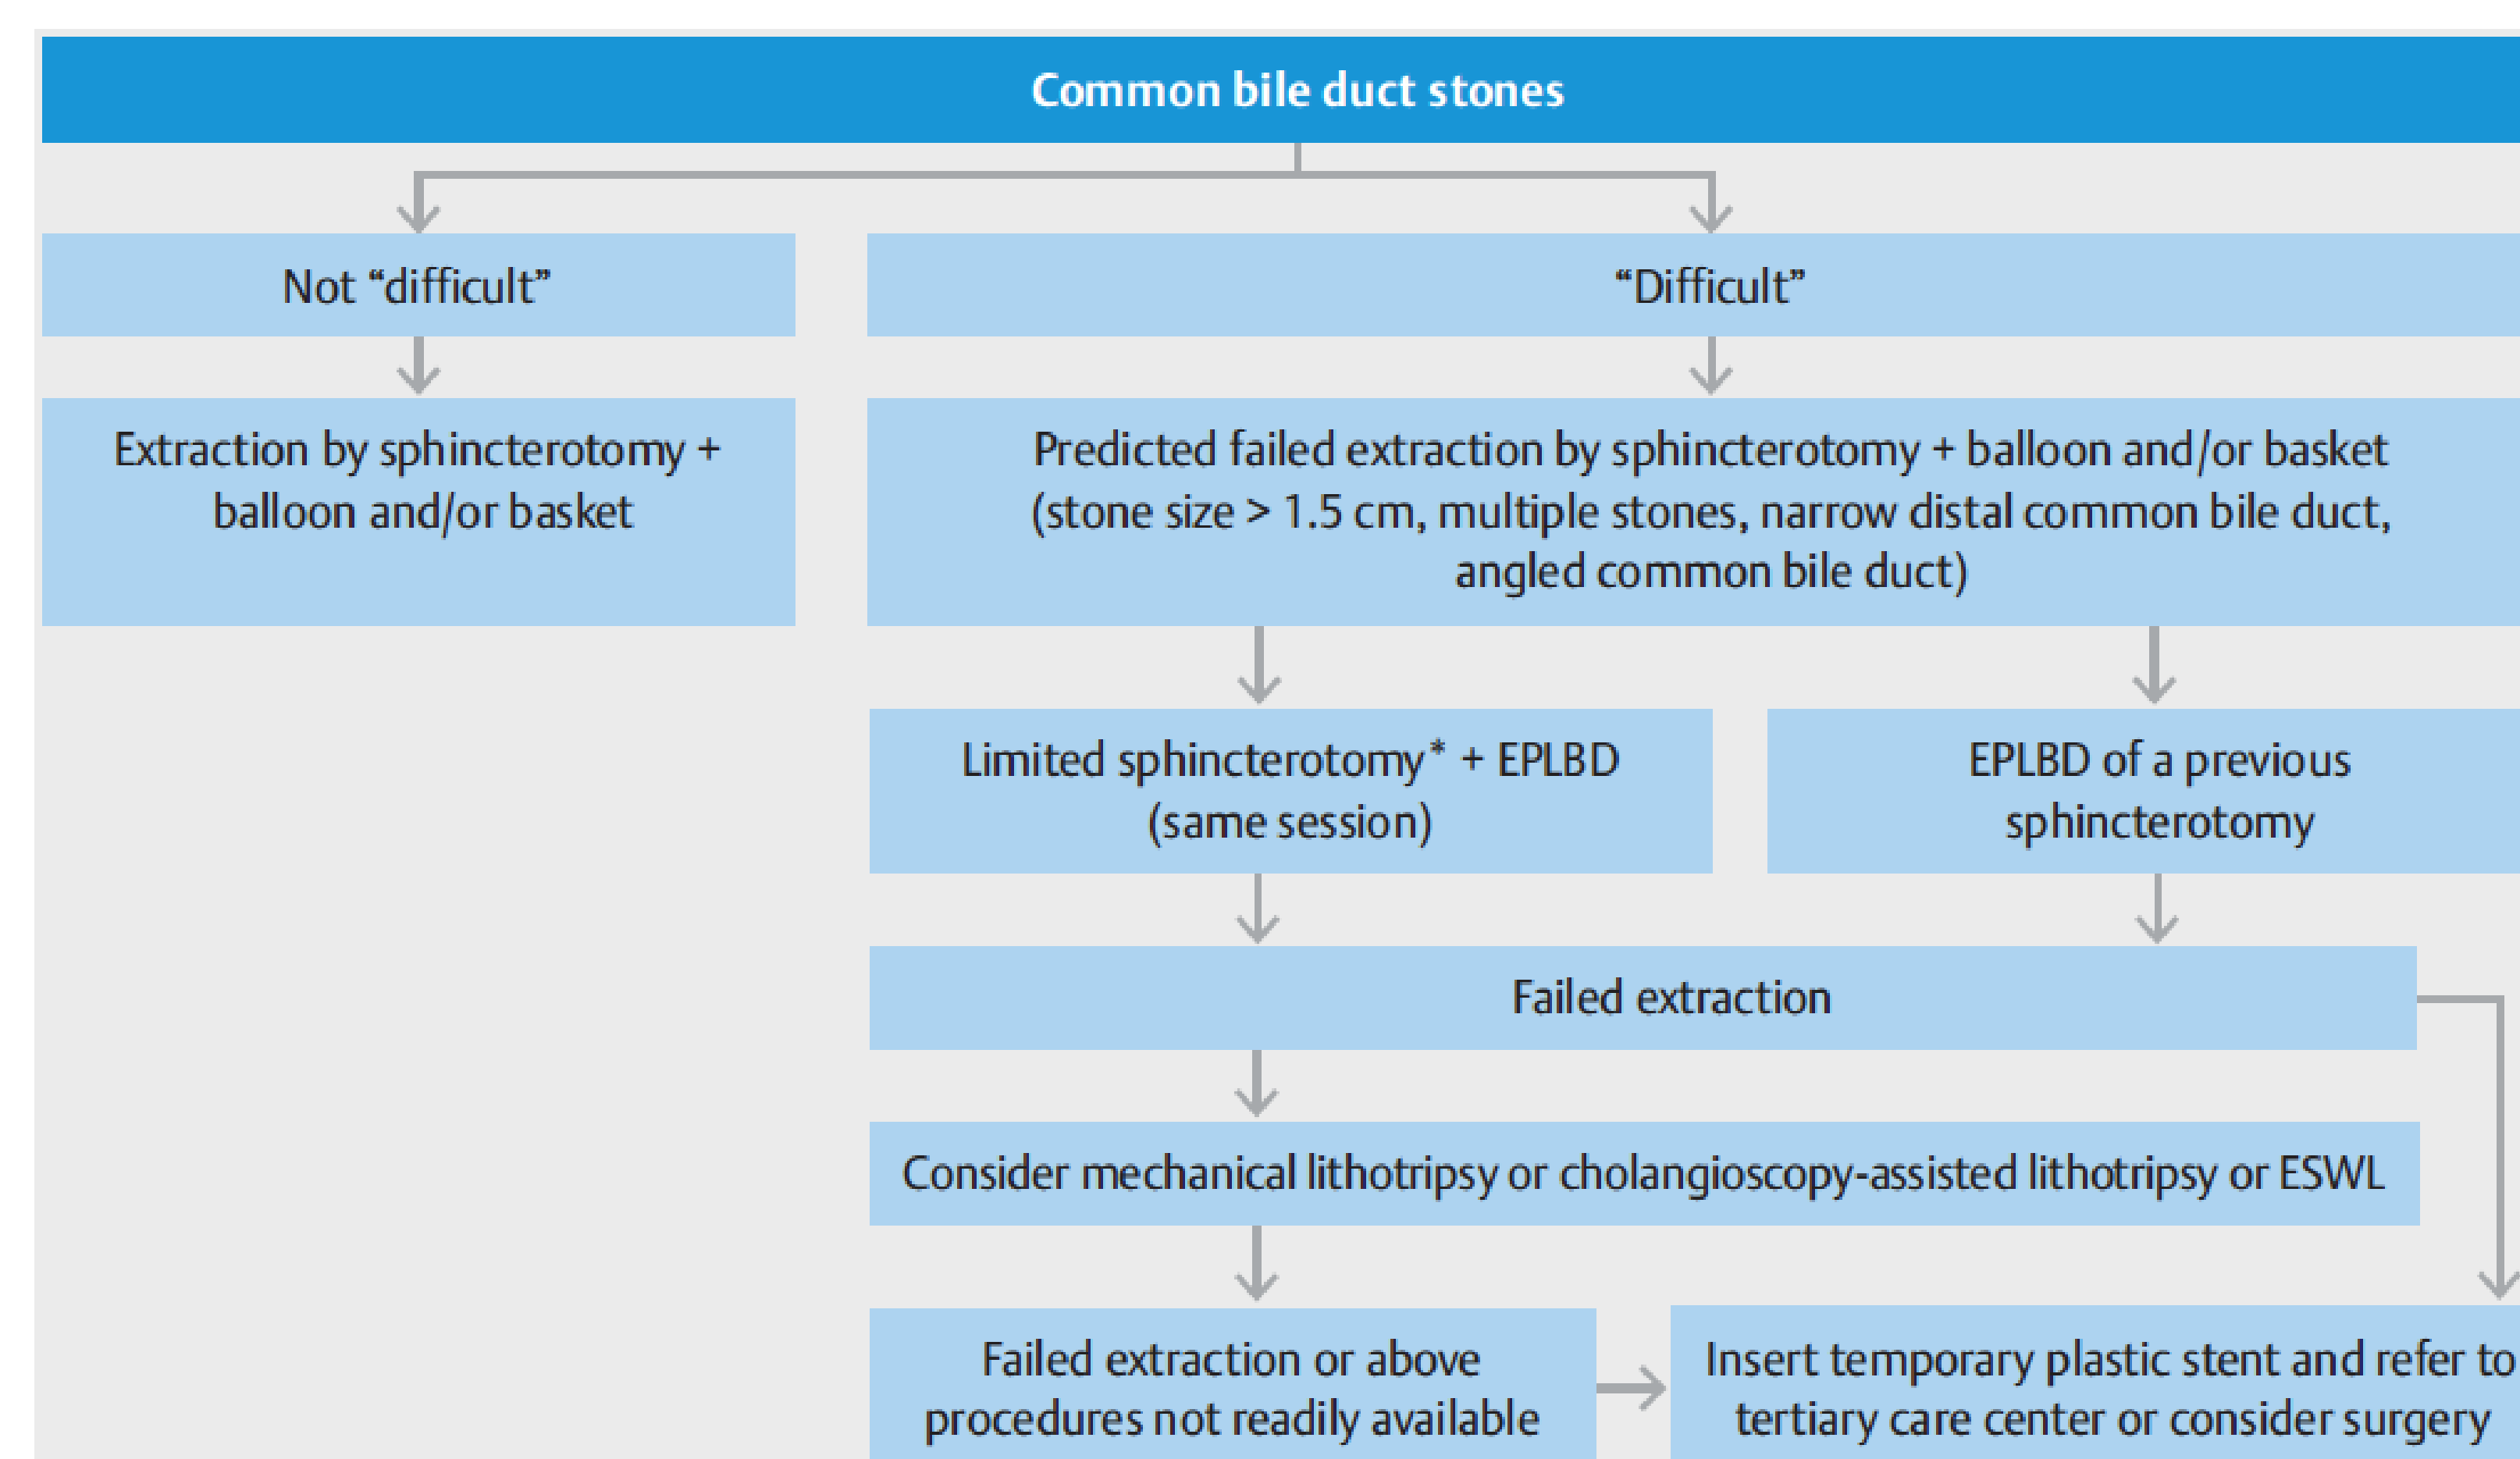 Common bile duct stones
Not “difficult”
“Difficult”
Extraction by sphincterotomy +
balloon and/or basket
Predicted failed extraction by sphincterotomy + balloon and/or basket
(stone size > 1.5 cm, multiple stones, narrow distal common bile duct,
angled common bile duct)
Limited sphincterotomy* + EPLBD
(same session)
EPLBD of a previous
sphincterotomy
Failed extraction
Consider mechanical lithotripsy or cholangioscopy-assisted lithotripsy or ESWL
Failed extraction or above
procedures not readily available
Insert temporary plastic stent and refer to
tertiary care center or consider surgery